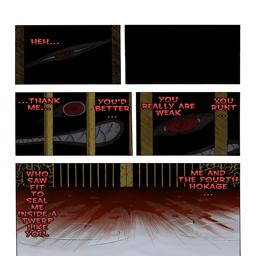 HEH...
...THANK
ME...
YOU'D
BETTER
...
YOU
REALLY ARE
WEAK
YOU
RUNT
...
WHO
SAW
FIT
TO
SEAL
ME
INSIDE A
TWERP
LIKE
YOU.
ME AND
THE FOURTH
HOKAGE
...